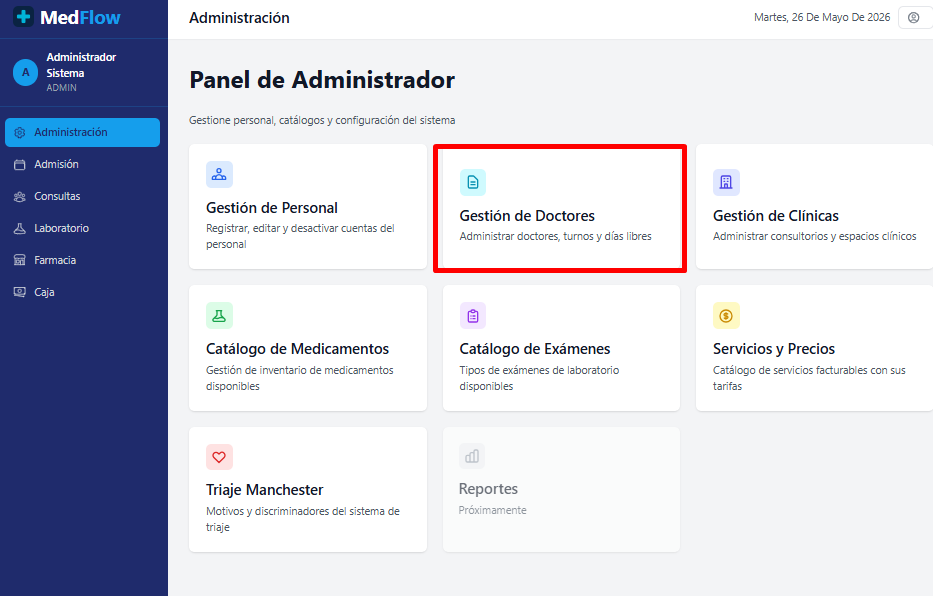 MedFlow
Administración
Martes, 26 De Mayo De 2026
A
Administrador
Sistema
ADMIN
Administración
Admisión
Consultas
Laboratorio
Farmacia
Caja
Panel de Administrador
Gestione personal, catálogos y configuración del sistema
Gestión de Personal
Registrar, editar y desactivar cuentas del
personal
Gestión de Doctores
Administrar doctores, turnos y días libres
Gestión de Clínicas
Administrar consultorios y espacios clínicos
Catálogo de Medicamentos
Gestión de inventario de medicamentos
disponibles
Catálogo de Exámenes
Tipos de exámenes de laboratorio
disponibles
Servicios y Precios
Catálogo de servicios facturables con sus
tarifas
Triaje Manchester
Motivos y discriminadores del sistema de
triaje
Reportes
Próximamente